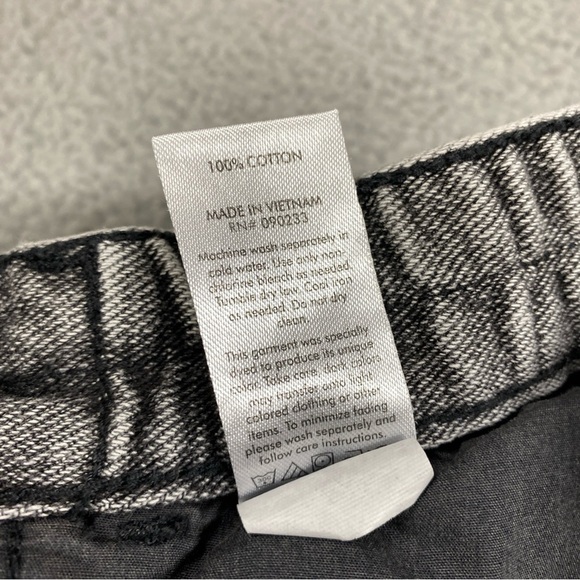 100% COTTON
MADE IN VIETNAM
RN# 090233
Machine wash separately in
cold water. Use only non
chlorine bleach as needed.
Tumble dry low. Cool iron
as needed. Do not dry
clean.
This garment was specially
dyed to produce its unique
color. Take care, dark colors
may transfer onto light
colored clothing or other
items. To minimize fading
please wash separately and
follow care instructions.